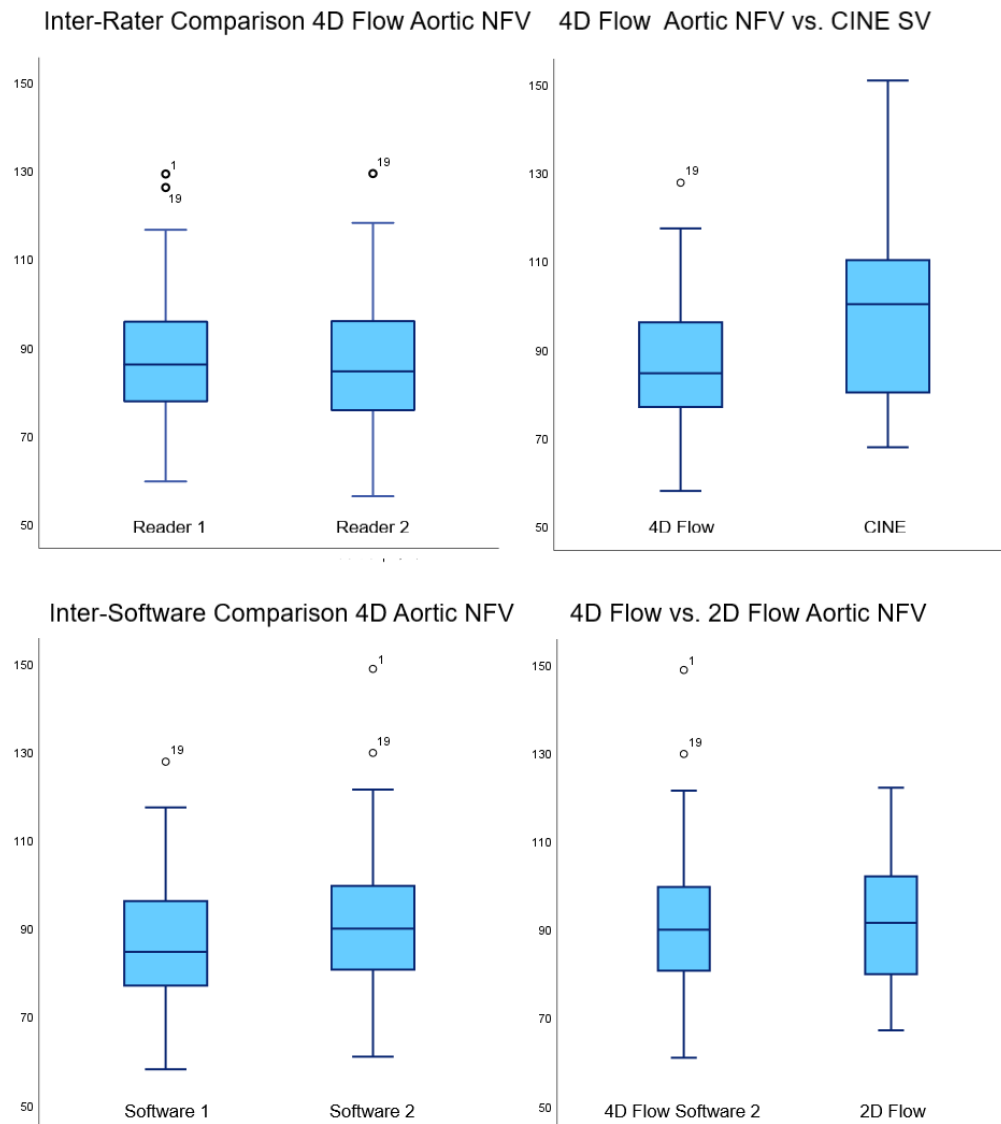 Inter-Rater Comparison 4D Flow Aortic NFV
150
130
110
90
70
50
1
19
19
Reader 1
Reader 2
4D Flow  Aortic NFV vs. CINE SV
150
130
110
90
70
50
19
4D Flow
CINE
Inter-Software Comparison 4D Aortic NFV
150
130
110
90
70
50
19
1
19
Software 1
Software 2
4D Flow vs. 2D Flow Aortic NFV
150
130
110
90
70
50
1
19
4D Flow Software 2
2D Flow